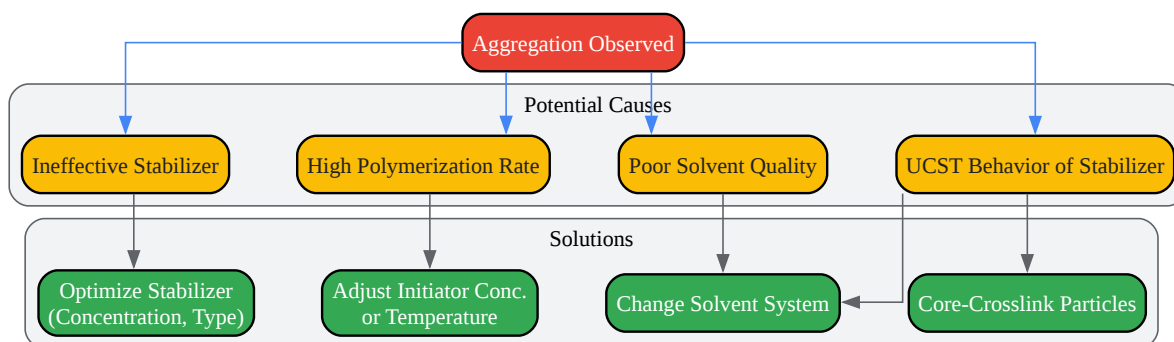 Aggregation Observed
Potential Causes
Ineffective Stabilizer
High Polymerization Rate
Poor Solvent Quality
UCST Behavior of Stabilizer
Solutions
Optimize Stabilizer
(Concentration, Type)
Adjust Initiator Conc.
or Temperature
Change Solvent System
Core-Crosslink Particles